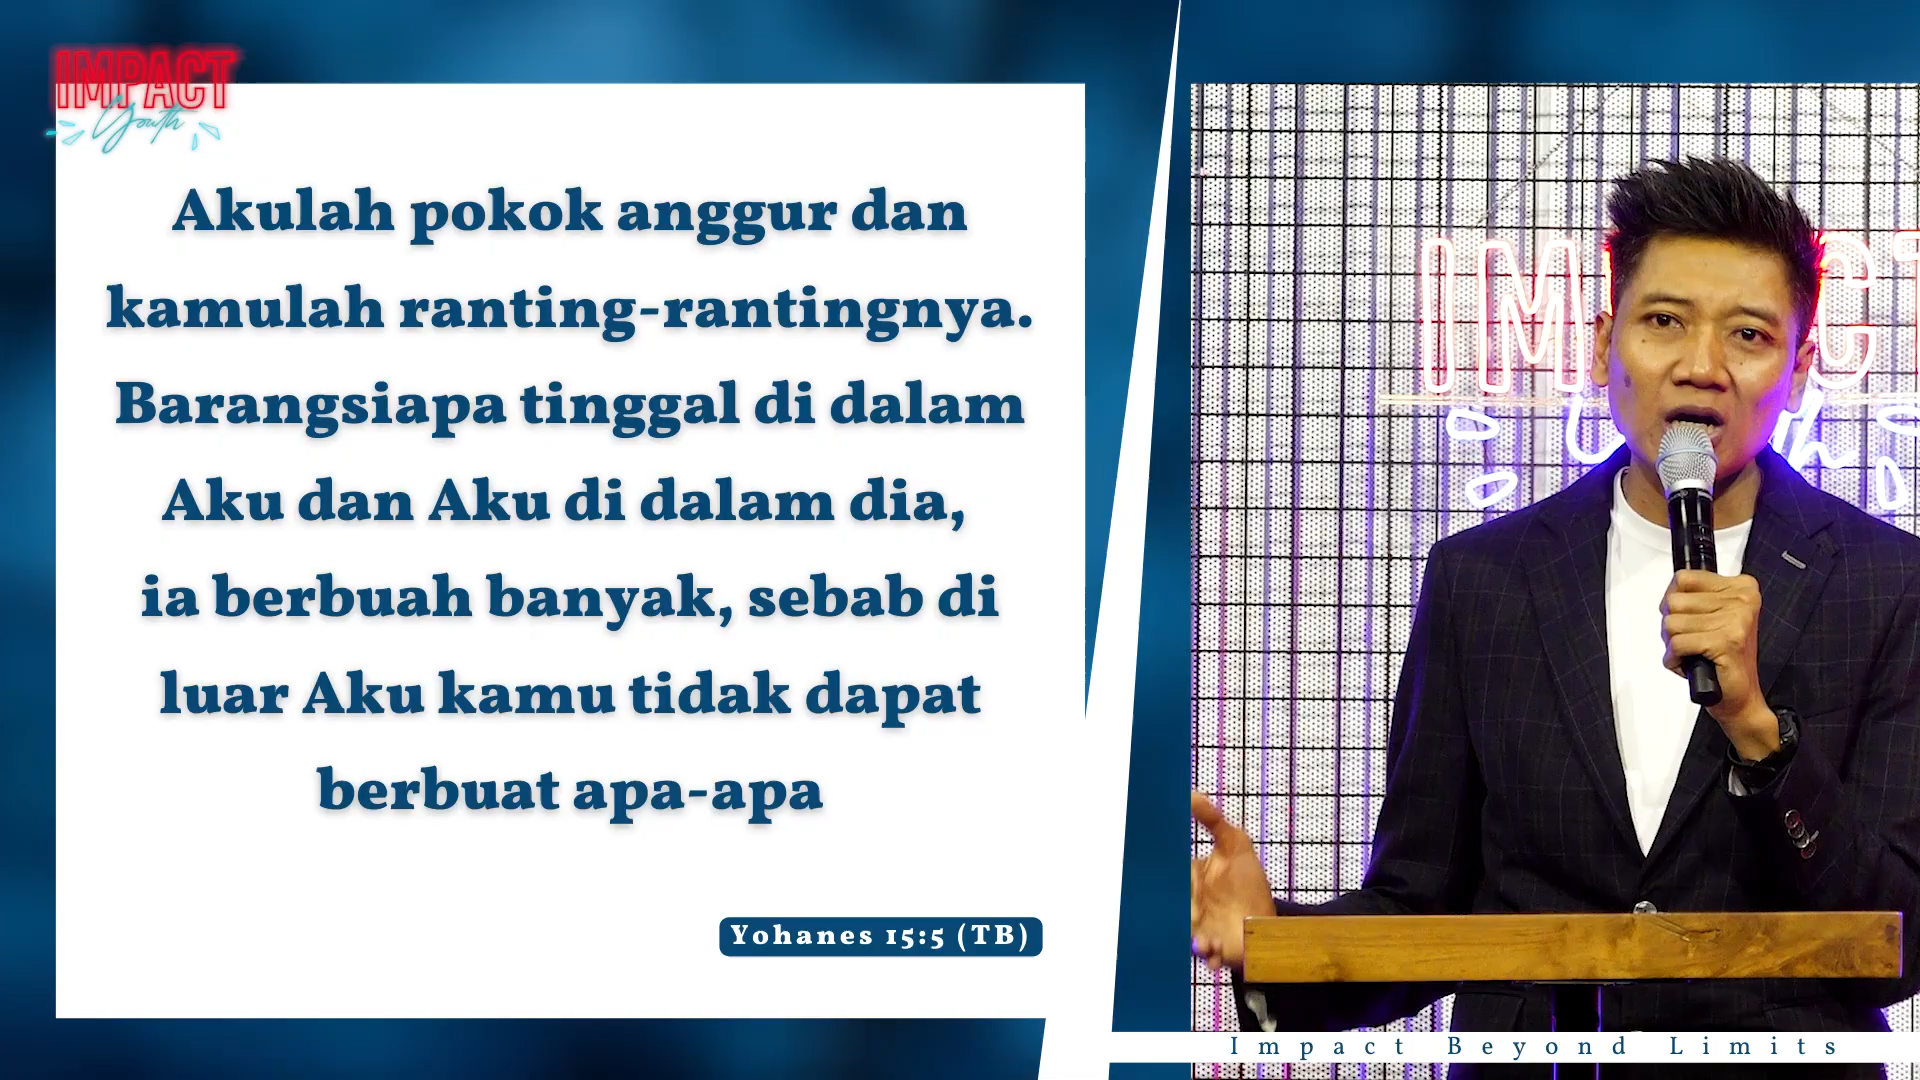 IMPACT
Youth
Akulah pokok anggur dan
kamulah ranting-rantingnya.
Barangsiapa tinggal di dalam
Aku dan Aku di dalam dia,
ia berbuah banyak, sebab di
luar Aku kamu tidak dapat
berbuat apa-apa
Yohanes 15:5 (TB)
Impact Beyond Limits